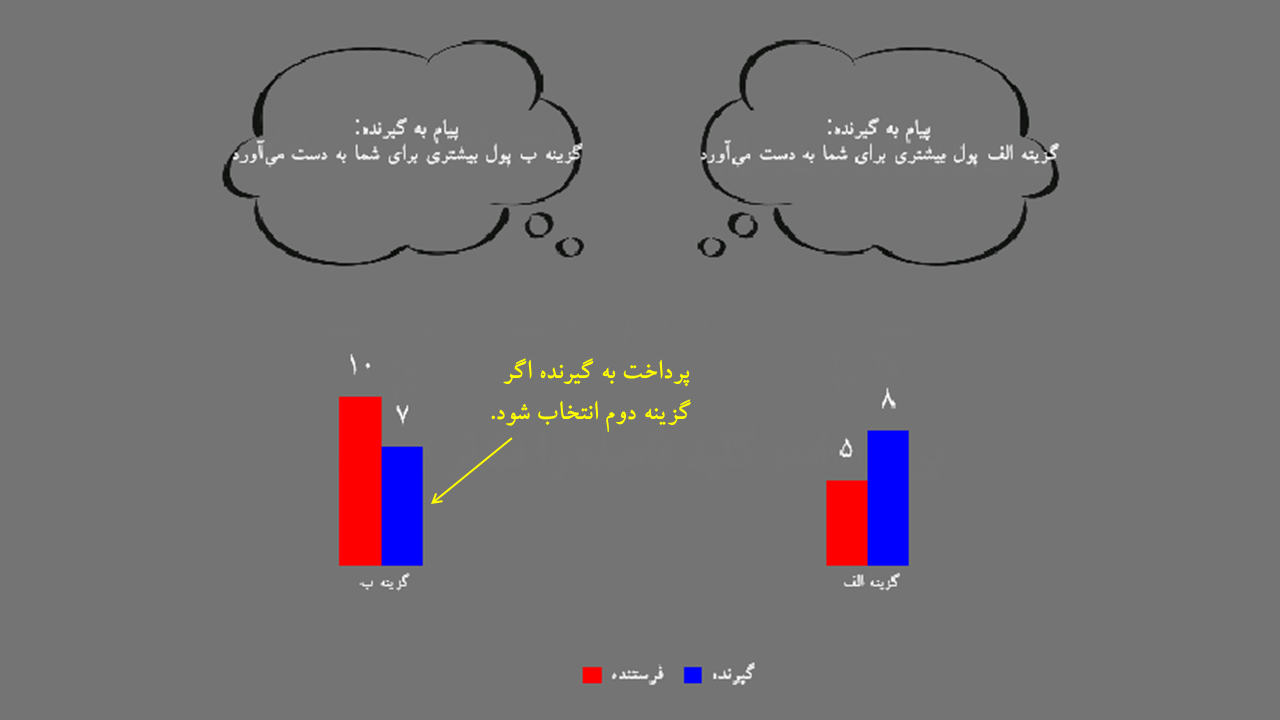 پیام به گیرنده:
گزینه الف پول بیشتری برای شما به دست می‌آورد
پیام به گیرنده:
گزینه ب پول بیشتری برای شما به دست می‌آورد
پرداخت به گیرنده اگر
گزینه دوم انتخاب شود.
۸
۵
گزینه الف
۱۰
۷
گزینه ب
گیرنده
فرستنده